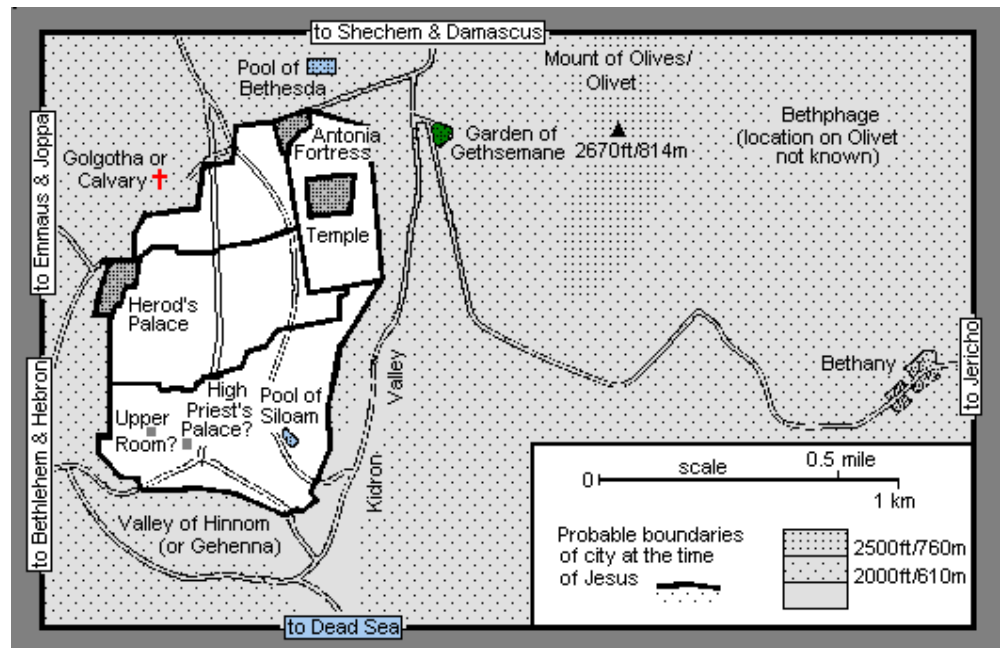 to Shechem & Damascus
Mount of Olives/
Olivet
Pool of
Bethesda
Bethphage
(location on Olivet
not known)
Antonia
Fortress
Garden of
Gethsemane
2670ft/814m
Golgotha or
Calvary
to Emmaus & Joppa
Temple
Herod's
Palace
to Bethlehem & Hebron
Upper
Room?
High
Priest's
Palace?
Pool of
Siloam
Kidron
Valley
Bethany
to Jericho
Valley of Hinnom
(or Gehenna)
to Dead Sea
0
scale
0.5 mile
1 km
Probable boundaries
of city at the time
of Jesus
2500ft/760m
2000ft/610m